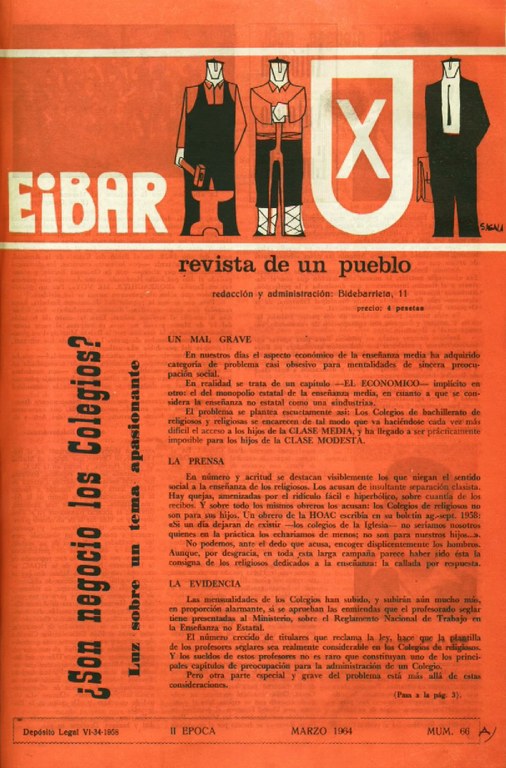 EiBAR
X
revista de un pueblo
redacción y administración: Bidebarrieta, 11
precio: 4 pesetas
¿Son negocio los Colegios?
Luz sobre un tema apasionante
UN MAL GRAVE
En nuestros días el aspecto económico de la enseñanza media ha adquirido
categoría de problema casi obsesivo para mentalidades de sincera preocu-
pación social.
En realidad se trata de un capítulo —EL ECONOMICO— implícito en
otro: el del monopolio estatal de la enseñanza media, en cuanto a que se con-
sidera la enseñanza no estatal como una «industria».
El problema se plantea escuetamente así: Los Colegios de bachillerato de
religiosos y religiosas se encarecen de tal modo que va haciéndose cada vez más
difícil el acceso a los hijos de la CLASE MEDIA, y ha llegado a ser prácticamente
imposible para los hijos de la CLASE MODESTA.
LA PRENSA
En número y acritud se destacan visiblemente los que niegan el sentido
social a la enseñanza de los religiosos. Los acusan de insultante separación clasista.
Hay quejas, amenizadas por el ridículo fácil e hiperbólico, sobre cuantía de los
recibos. Y sobre todo los mismos obreros los acusan: los Colegios de religiosos no
son para sus hijos. Un obrero de la HOAC escribía en su boletín ag.-sept. 1958:
«Si un día dejaran de existir —los colegios de la Iglesia— no seríamos nosotros
quienes en la práctica los echaríamos de menos; no son para nuestros hijos...».
No podemos, ante el dedo que acusa, encoger displicentemente los hombros.
Aunque, por desgracia, en toda esta larga campaña parece haber sido ésta la
consigna de los religiosos dedicados a la enseñanza: la callada por respuesta.
LA EVIDENCIA
Las mensualidades de los Colegios han subido, y subirán aún mucho más,
en proporción alarmante, si se aprueban las enmiendas que el profesorado seglar
tiene presentadas al Ministerio, sobre el Reglamento Nacional de Trabajo en
la Enseñanza no Estatal.
El número crecido de titulares que reclama la ley, hace que la plantilla
de los profesores seglares sea realmente considerable en los Colegios de religiosos.
Y los sueldos de estos profesores no es raro que constituyan uno de los princi-
pales capítulos de preocupación para la administración de un Colegio.
Pero otra parte especial y grave del problema está más allá de estas
consideraciones.
(Pasa a la pág. 3).
Depósito Legal VI-34-1958
II EPOCA
MARZO 1964
NUM. 66